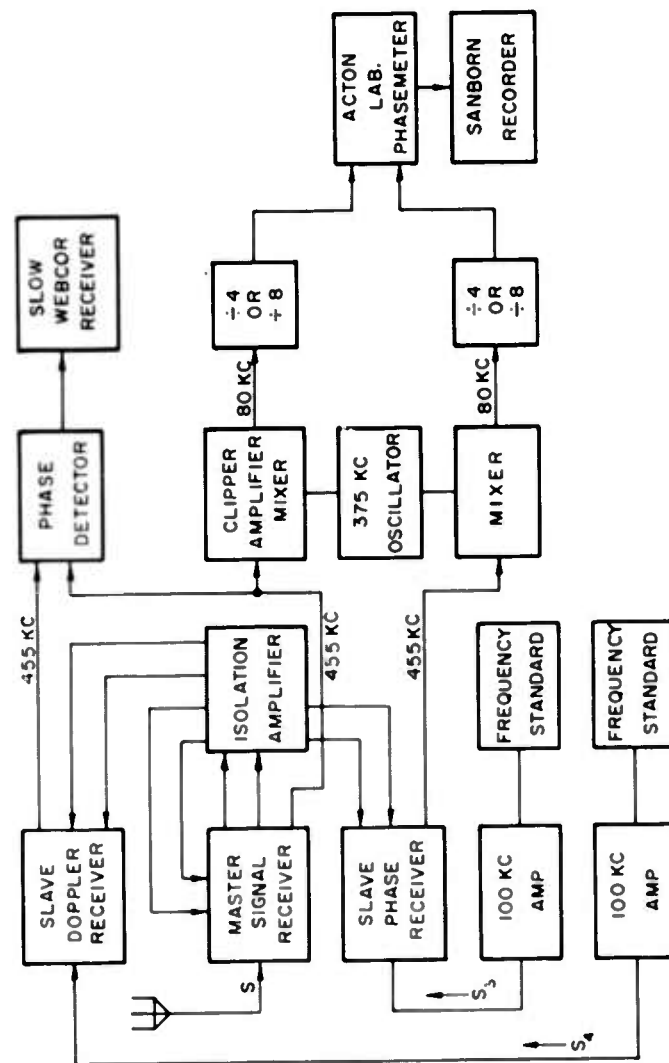 SLAVE
DOPPLER
RECEIVER
455 KC
PHASE
DETECTOR
SLOW
WEBCOR
RECEIVER
S
MASTER
SIGNAL
RECEIVER
ISOLATION
AMPLIFIER
455 KC
CLIPPER
AMPLIFIER
MIXER
80 KC
÷4
OR
÷8
ACTON
LAB.
PHASEMETER
375 KC
OSCILLATOR
SANBORN
RECORDER
SLAVE
PHASE
RECEIVER
455 KC
MIXER
80 KC
÷4
OR
÷8
S3
100 KC
AMP
FREQUENCY
STANDARD
S4
100 KC
AMP
FREQUENCY
STANDARD